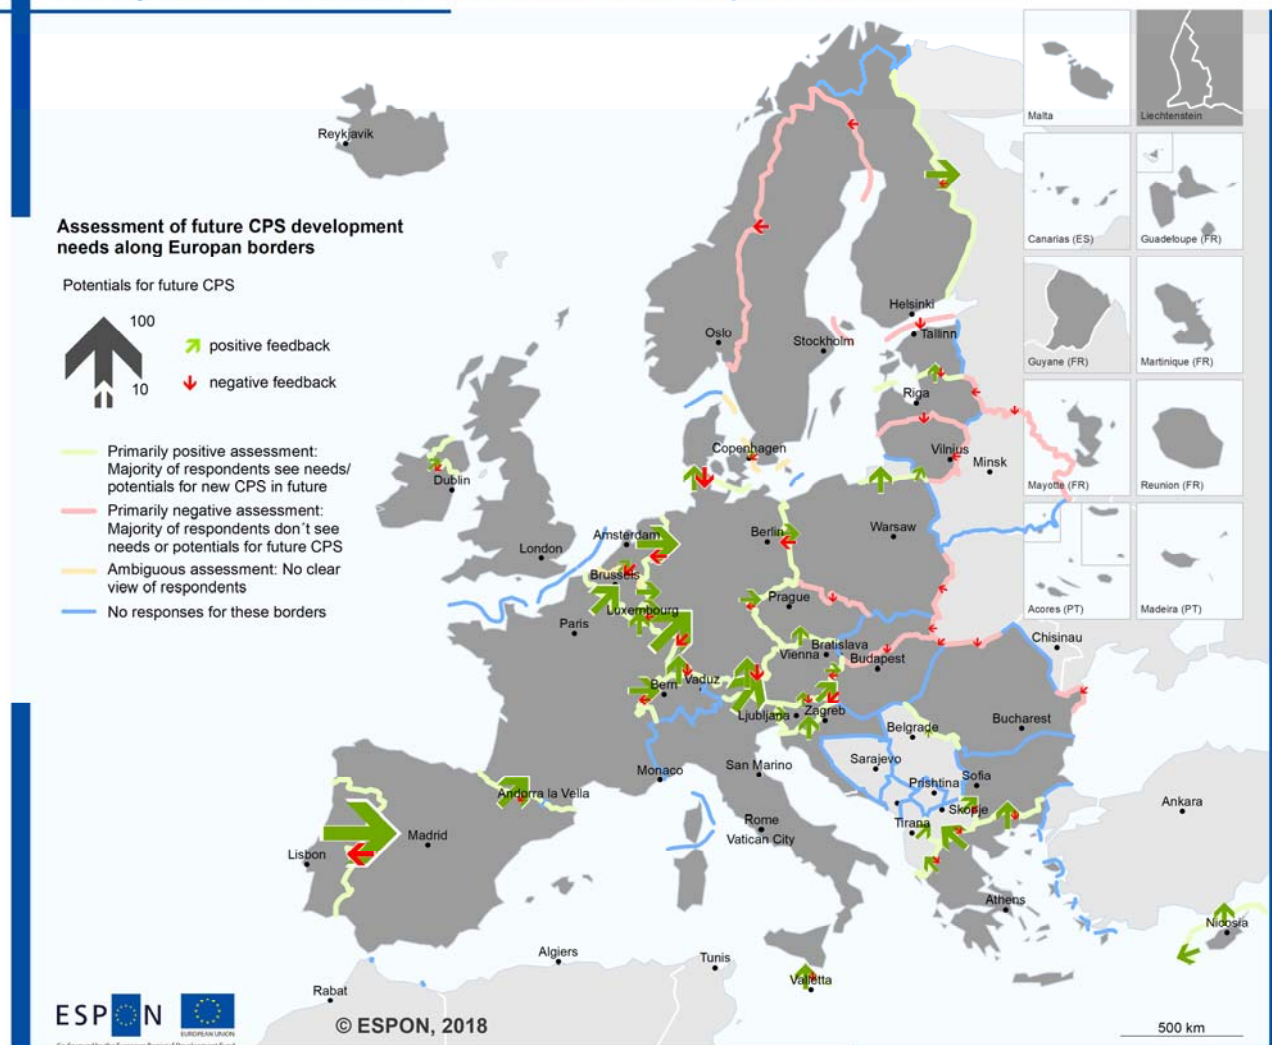 Assessment of future CPS development
needs along Europan borders
Potentials for future CPS
100
10
positive feedback
negative feedback
Primarily positive assessment:
Majority of respondents see needs/
potentials for new CPS in future
Primarily negative assessment:
Majority of respondents don´t see
needs or potentials for future CPS
Ambiguous assessment: No clear
view of respondents
No responses for these borders
Reykjavik
Oslo
Stockholm
Helsinki
Tallinn
Riga
Copenhagen
Vilnius
Minsk
Dublin
London
Amsterdam
Berlin
Warsaw
Brussels
Luxembourg
Prague
Paris
Vienna
Bratislava
Budapest
Chisinau
Bern
Vaduz
Ljubljana
Zagreb
Belgrade
Bucharest
Monaco
San Marino
Sarajevo
Prishtina
Sofia
Andorra la Vella
Skopje
Tirana
Ankara
Madrid
Lisbon
Rome
Vatican City
Athens
Nicosia
Algiers
Tunis
Valletta
Rabat
Malta
Liechtenstein
Canarias (ES)
Guadeloupe (FR)
Guyane (FR)
Martinique (FR)
Mayotte (FR)
Reunion (FR)
Acores (PT)
Madeira (PT)
ESPON
EUROPEAN UNION
© ESPON, 2018
500 km